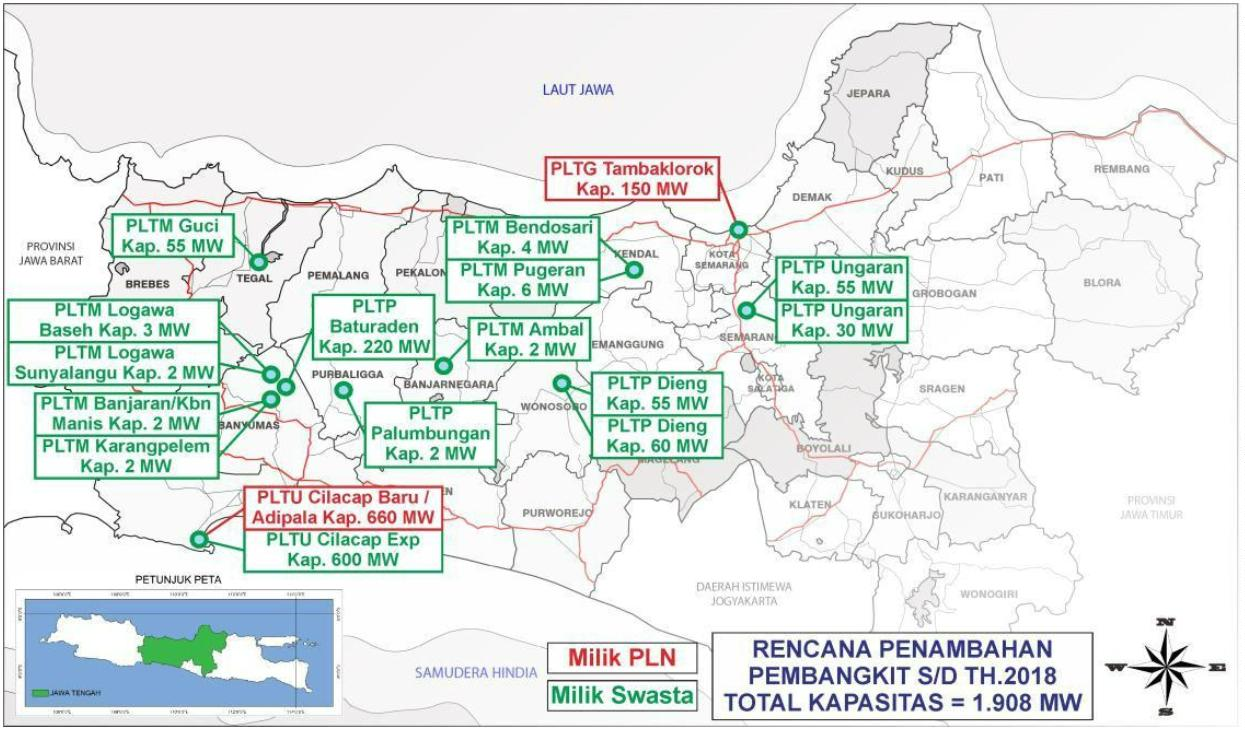 LAUT JAWA
JEPARA
KUDUS
PATI
REMBANG
DEMAK
BLORA
GROBOGAN
PLTG Tambaklorok
Kap. 150 MW
PLTM Guci
Kap. 55 MW
PROVINSI
JAWA BARAT
BREBES
TEGAL
PEMALANG
PEKALON
PLTM Bendosari
Kap. 4 MW
PLTM Pugeran
Kap. 6 MW
KENDAL
KOTA
SEMARANG
PLTP Ungaran
Kap. 55 MW
PLTP Ungaran
Kap. 30 MW
PLTM Logawa
Baseh Kap. 3 MW
PLTM Logawa
Sunyalangu Kap. 2 MW
PLTM Banjaran/Kbn
Manis Kap. 2 MW
PLTM Karangpelem
Kap. 2 MW
PLTP
Baturaden
Kap. 220 MW
PLTM Ambal
Kap. 2 MW
EMANGGUNG
SEMARAN
PURBALIGGA
BANJARNEGARA
WONOSOBO
BANYUMAS
PLTP
Palumbungan
Kap. 2 MW
PLTP Dieng
Kap. 55 MW
PLTP Dieng
Kap. 60 MW
KOTA
SALATIGA
SRAGEN
BOYOLALI
MAGELANG
KLATEN
SUKOHARJO
KARANGANYAR
WONOGIRI
PROVINSI
JAWA TIMUR
PLTU Cilacap Baru /
Adipala Kap. 660 MW
PLTU Cilacap Exp
Kap. 600 MW
EN
PURWOREJO
DAERAH ISTIMEWA
JOGYAKARTA
SAMUDERA HINDIA
PETUNJUK PETA
JAWA TENGAH
Milik PLN
Milik Swasta
RENCANA PENAMBAHAN
PEMBANGKIT S/D TH.2018
TOTAL KAPASITAS = 1.908 MW
N
W
E
S